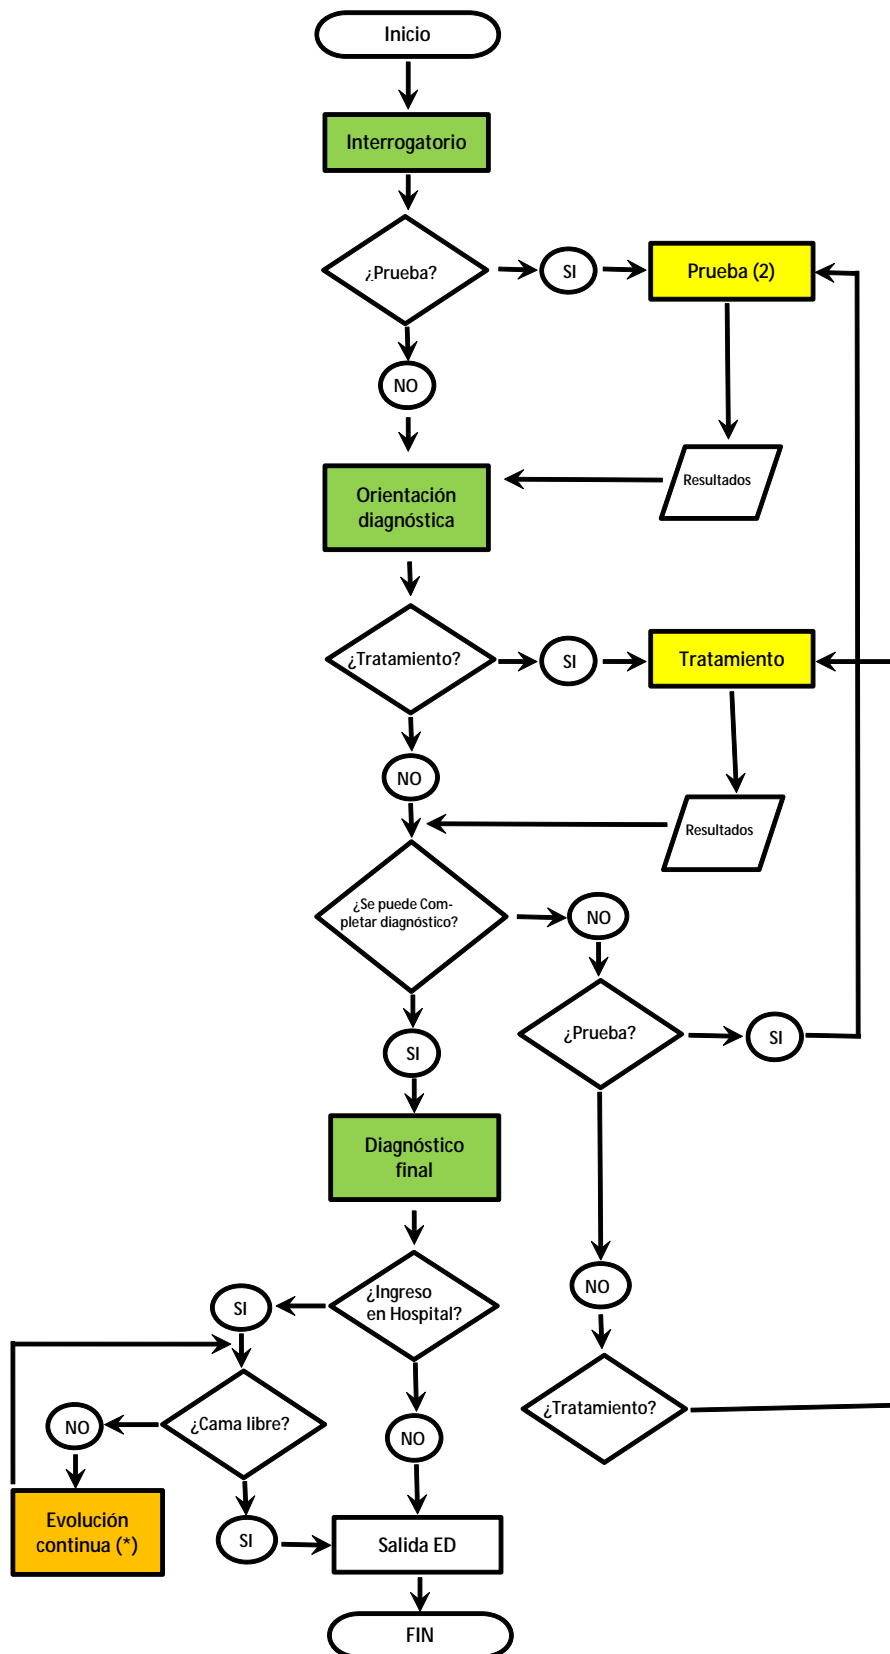 Inicio
Interrogatorio
¿Prueba?
SI
Prueba (2)
NO
Orientación
diagnóstica
Resultados
¿Tratamiento?
SI
Tratamiento
NO
Resultados
¿Se puede Com-
pletar diagnóstico?
NO
¿Prueba?
SI
SI
Diagnóstico
final
¿Ingreso
en Hospital?
SI
NO
¿Cama libre?
NO
NO
¿Tratamiento?
Evolución
continua (*)
SI
Salida ED
FIN